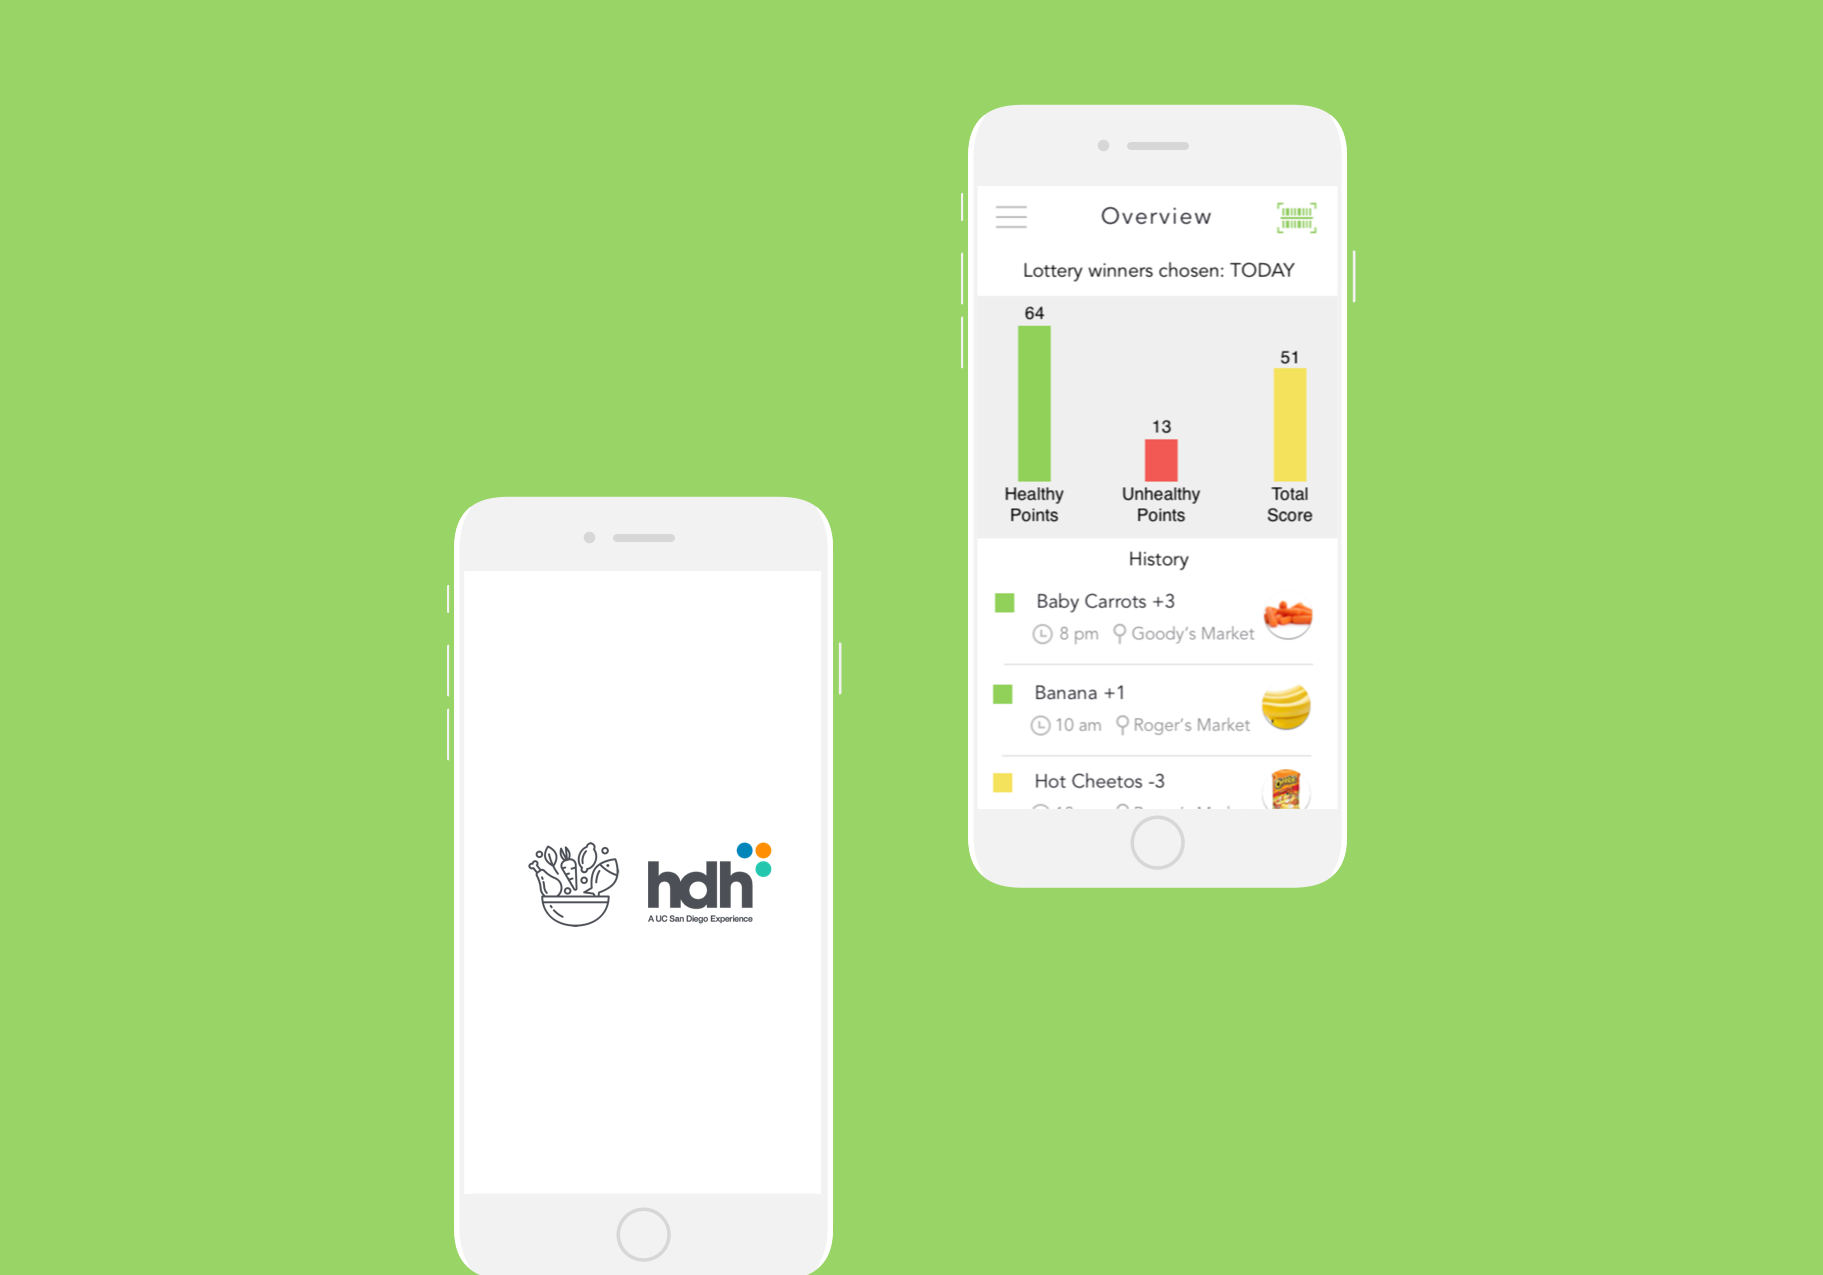 Overview
Lottery winners chosen: TODAY
64
51
13
Healthy Points
Unhealthy Points
Total Score
History
Baby Carrots +3
8 pm Goody's Market
Banana +1
10 am Roger's Market
Hot Cheetos -3
hdh
A UC San Diego Experience